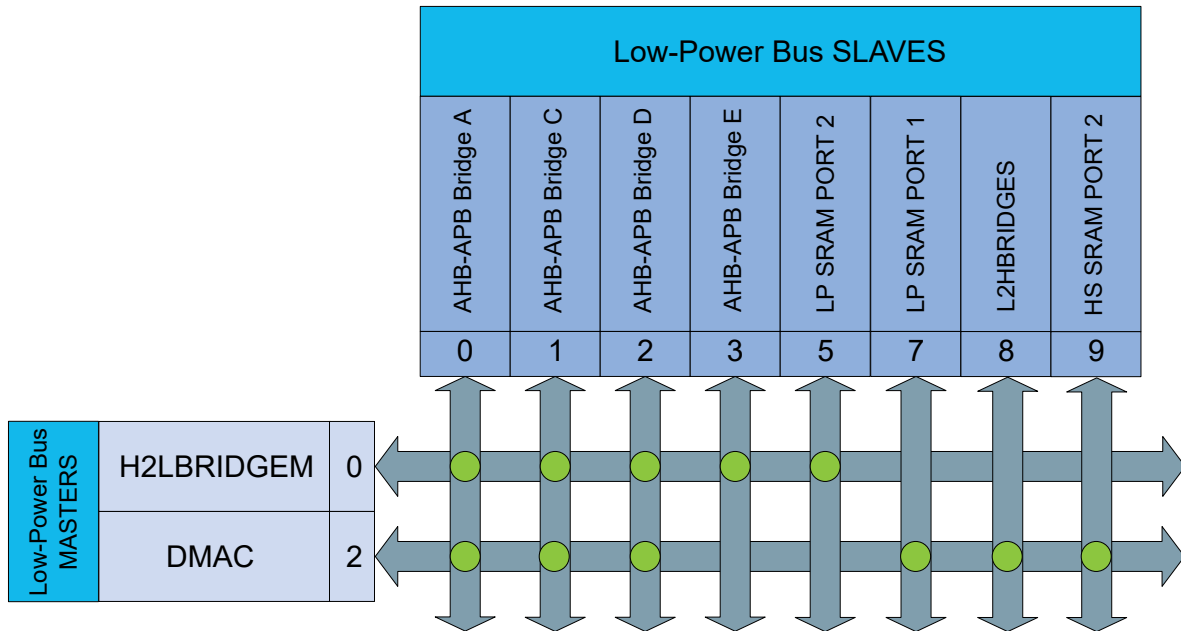 Low-Power Bus SLAVES
AHB-APB Bridge A
AHB-APB Bridge C
AHB-APB Bridge D
AHB-APB Bridge E
LP SRAM PORT 2
LP SRAM PORT 1
L2HBRIDGES
HS SRAM PORT 2
0 1 2 3 5 7 8 9
Low-Power Bus
MASTERS
H2LBRIDGEM 0
DMAC 2